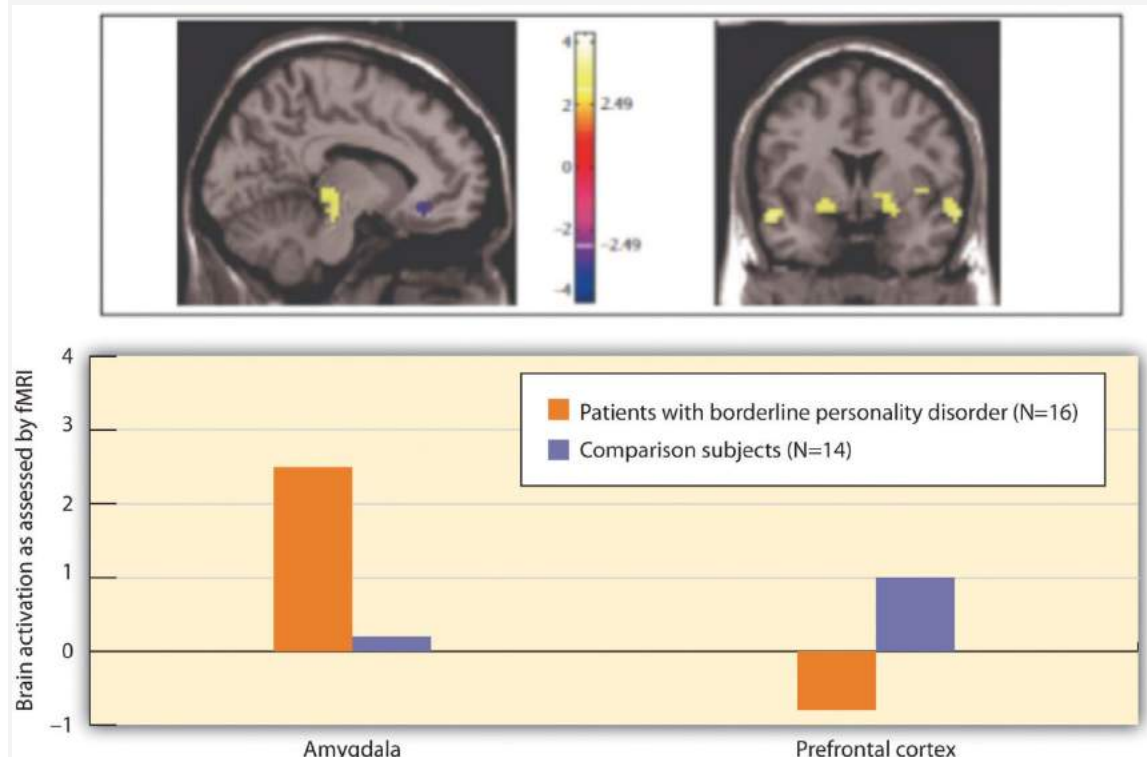 4
2
2.49
0
-2
-2.49
-4
Brain activation as assessed by fMRI
4
3
2
1
0
–1
Patients with borderline personality disorder (N=16)
Comparison subjects (N=14)
Amygdala
Prefrontal cortex